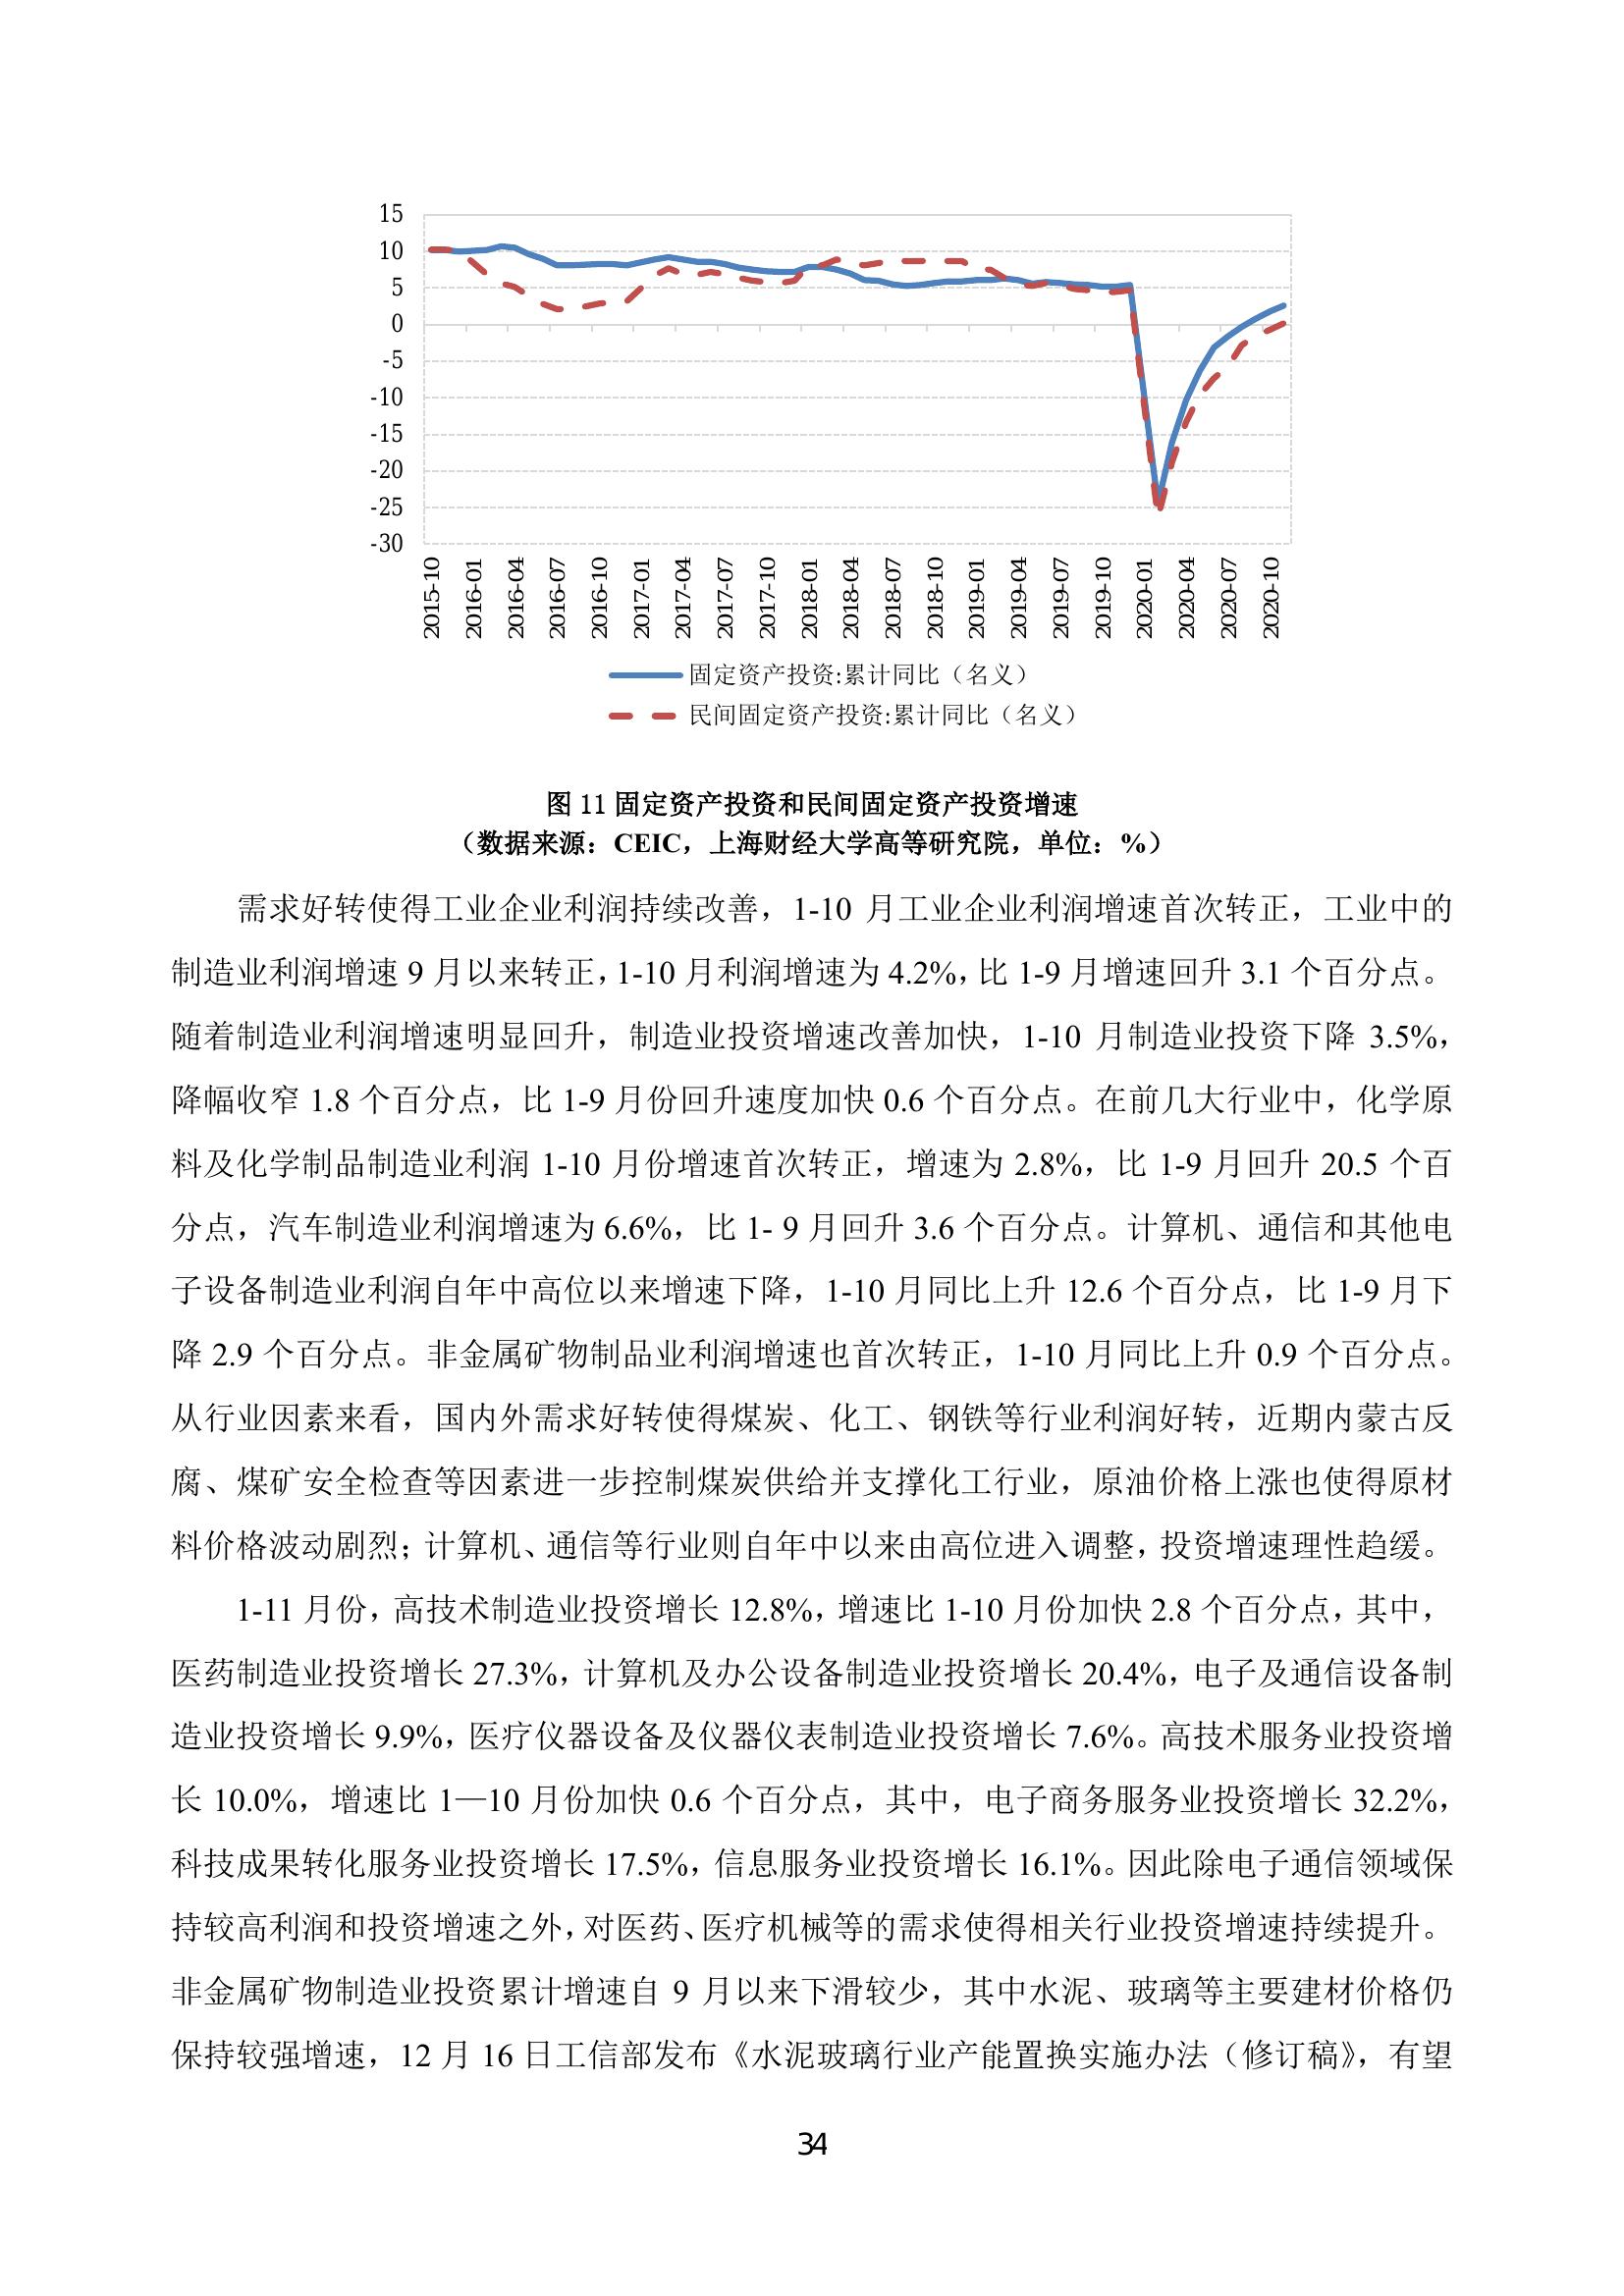 15
10
5
0
-5
-10
-15
-20
-25
-30
2015-10
2016-01
2016-04
2016-07
2016-10
2017-01
2017-04
2017-07
2017-10
2018-01
2018-04
2018-07
2018-10
2019-01
2019-04
2019-07
2019-10
2020-01
2020-04
2020-07
2020-10
固定资产投资:累计同比（名义）
民间固定资产投资:累计同比（名义）
图 11 固定资产投资和民间固定资产投资增速
（数据来源：CEIC，上海财经大学高等研究院，单位：%）
需求好转使得工业企业利润持续改善，1-10 月工业企业利润增速首次转正，工业中的
制造业利润增速 9 月以来转正，1-10 月利润增速为 4.2%，比 1-9 月增速回升 3.1 个百分点。
随着制造业利润增速明显回升，制造业投资增速改善加快，1-10 月制造业投资下降 3.5%，
降幅收窄 1.8 个百分点，比 1-9 月份回升速度加快 0.6 个百分点。在前几大行业中，化学原
料及化学制品制造业利润 1-10 月份增速首次转正，增速为 2.8%，比 1-9 月回升 20.5 个百
分点，汽车制造业利润增速为 6.6%，比 1- 9 月回升 3.6 个百分点。计算机、通信和其他电
子设备制造业利润自年中高位以来增速下降，1-10 月同比上升 12.6 个百分点，比 1-9 月下
降 2.9 个百分点。非金属矿物制品业利润增速也首次转正，1-10 月同比上升 0.9 个百分点。
从行业因素来看，国内外需求好转使得煤炭、化工、钢铁等行业利润好转，近期内蒙古反
腐、煤矿安全检查等因素进一步控制煤炭供给并支撑化工行业，原油价格上涨也使得原材
料价格波动剧烈；计算机、通信等行业则自年中以来由高位进入调整，投资增速理性趋缓。
1-11 月份，高技术制造业投资增长 12.8%，增速比 1-10 月份加快 2.8 个百分点，其中，
医药制造业投资增长 27.3%，计算机及办公设备制造业投资增长 20.4%，电子及通信设备制
造业投资增长 9.9%，医疗仪器设备及仪器仪表制造业投资增长 7.6%。高技术服务业投资增
长 10.0%，增速比 1—10 月份加快 0.6 个百分点，其中，电子商务服务业投资增长 32.2%，
科技成果转化服务业投资增长 17.5%，信息服务业投资增长 16.1%。因此除电子通信领域保
持较高利润和投资增速之外，对医药、医疗机械等的需求使得相关行业投资增速持续提升。
非金属矿物制造业投资累计增速自 9 月以来下滑较少，其中水泥、玻璃等主要建材价格仍
保持较强增速，12 月 16 日工信部发布《水泥玻璃行业产能置换实施办法（修订稿》，有望
34